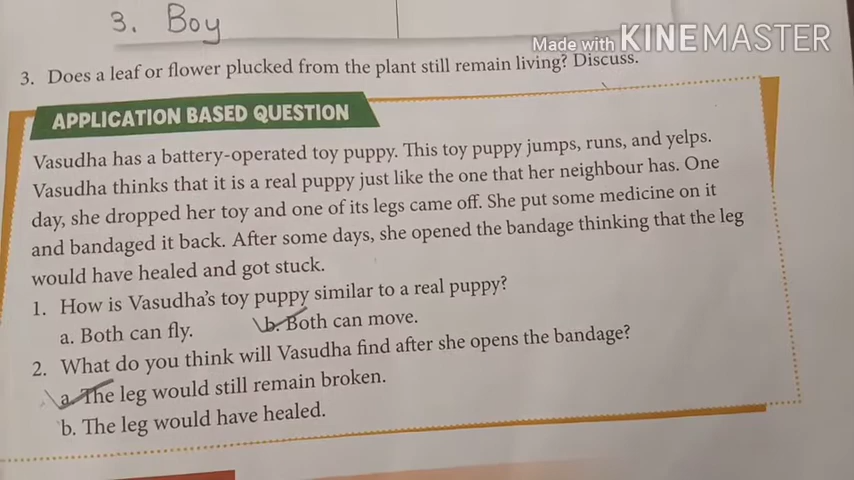 3. Boy
Made with KINEMASTER
3. Does a leaf or flower plucked from the plant still remain living? Discuss.
APPLICATION BASED QUESTION
Vasudha has a battery-operated toy puppy. This toy puppy jumps, runs, and yelps.
Vasudha thinks that it is a real puppy just like the one that her neighbour has. One
day, she dropped her toy and one of its legs came off. She put some medicine on it
and bandaged it back. After some days, she opened the bandage thinking that the leg
would have healed and got stuck.
1. How is Vasudha's toy puppy similar to a real puppy?
a. Both can fly. b. Both can move.
2. What do you think will Vasudha find after she opens the bandage?
a. The leg would still remain broken.
b. The leg would have healed.